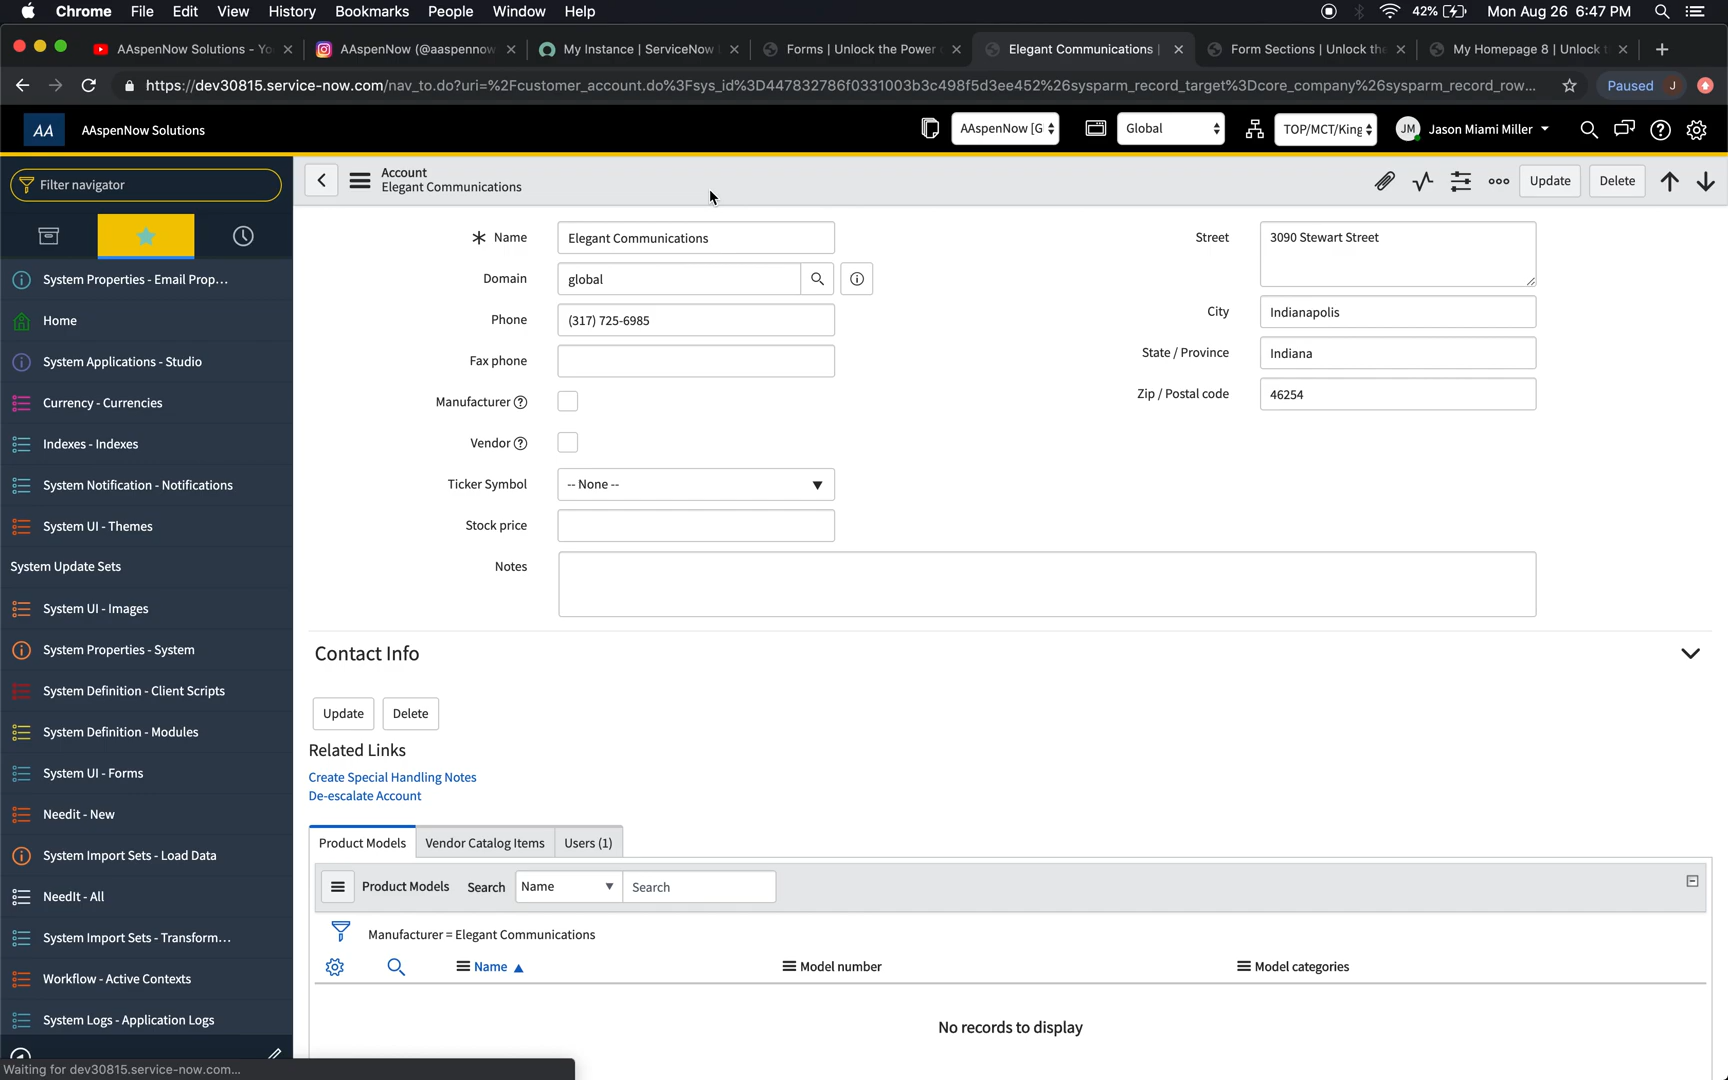 Chrome File Edit View History Bookmarks People Window Help 42% Mon Aug 26 6:47 PM
AAspenNow Solutions - Yo AAspenNow (@aaspennow My Instance | ServiceNow Forms | Unlock the Power Elegant Communications | Form Sections | Unlock the My Homepage 8 | Unlock
https://dev30815.service-now.com/nav_to.do?uri=%2Fcustomer_account.do%3Fsys_id%3D447832786f0331003b3c498f5d3ee452%26sysparm_record_target%3Dcore_company%26sysparm_record_row... Paused J
AA AAspenNow Solutions AAspenNow [G Global TOP/MCT/King JM Jason Miami Miller
Filter navigator
Account
Elegant Communications
Update Delete
System Properties - Email Prop...
Home
System Applications - Studio
Currency - Currencies
Indexes - Indexes
System Notification - Notifications
System UI - Themes
System Update Sets
System UI - Images
System Properties - System
System Definition - Client Scripts
System Definition - Modules
System UI - Forms
Needit - New
System Import Sets - Load Data
NeedIt - All
System Import Sets - Transform...
Workflow - Active Contexts
System Logs - Application Logs
Waiting for dev30815.service-now.com...
Name Elegant Communications
Domain global
Phone (317) 725-6985
Fax phone
Manufacturer
Vendor
Ticker Symbol -- None --
Stock price
Notes
Street 3090 Stewart Street
City Indianapolis
State / Province Indiana
Zip / Postal code 46254
Contact Info
Update Delete
Related Links
Create Special Handling Notes
De-escalate Account
Product Models Vendor Catalog Items Users (1)
Product Models Search Name Search
Manufacturer = Elegant Communications
Name Model number Model categories
No records to display